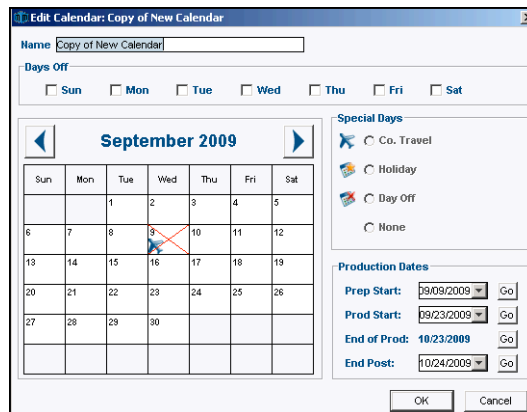 Edit Calendar: Copy of New Calendar
Name Copy of New Calendar
Days Off
Sun Mon Tue Wed Thu Fri Sat
September 2009
Sun Mon Tue Wed Thu Fri Sat
1 2 3 4 5
6 7 8 9 10 11 12
13 14 15 16 17 18 19
20 21 22 23 24 25 26
27 28 29 30
Special Days
Co. Travel
Holiday
Day Off
None
Production Dates
Prep Start: 09/09/2009 Go
Prod Start: 09/23/2009 Go
End of Prod: 10/23/2009 Go
End Post: 10/24/2009 Go
OK Cancel